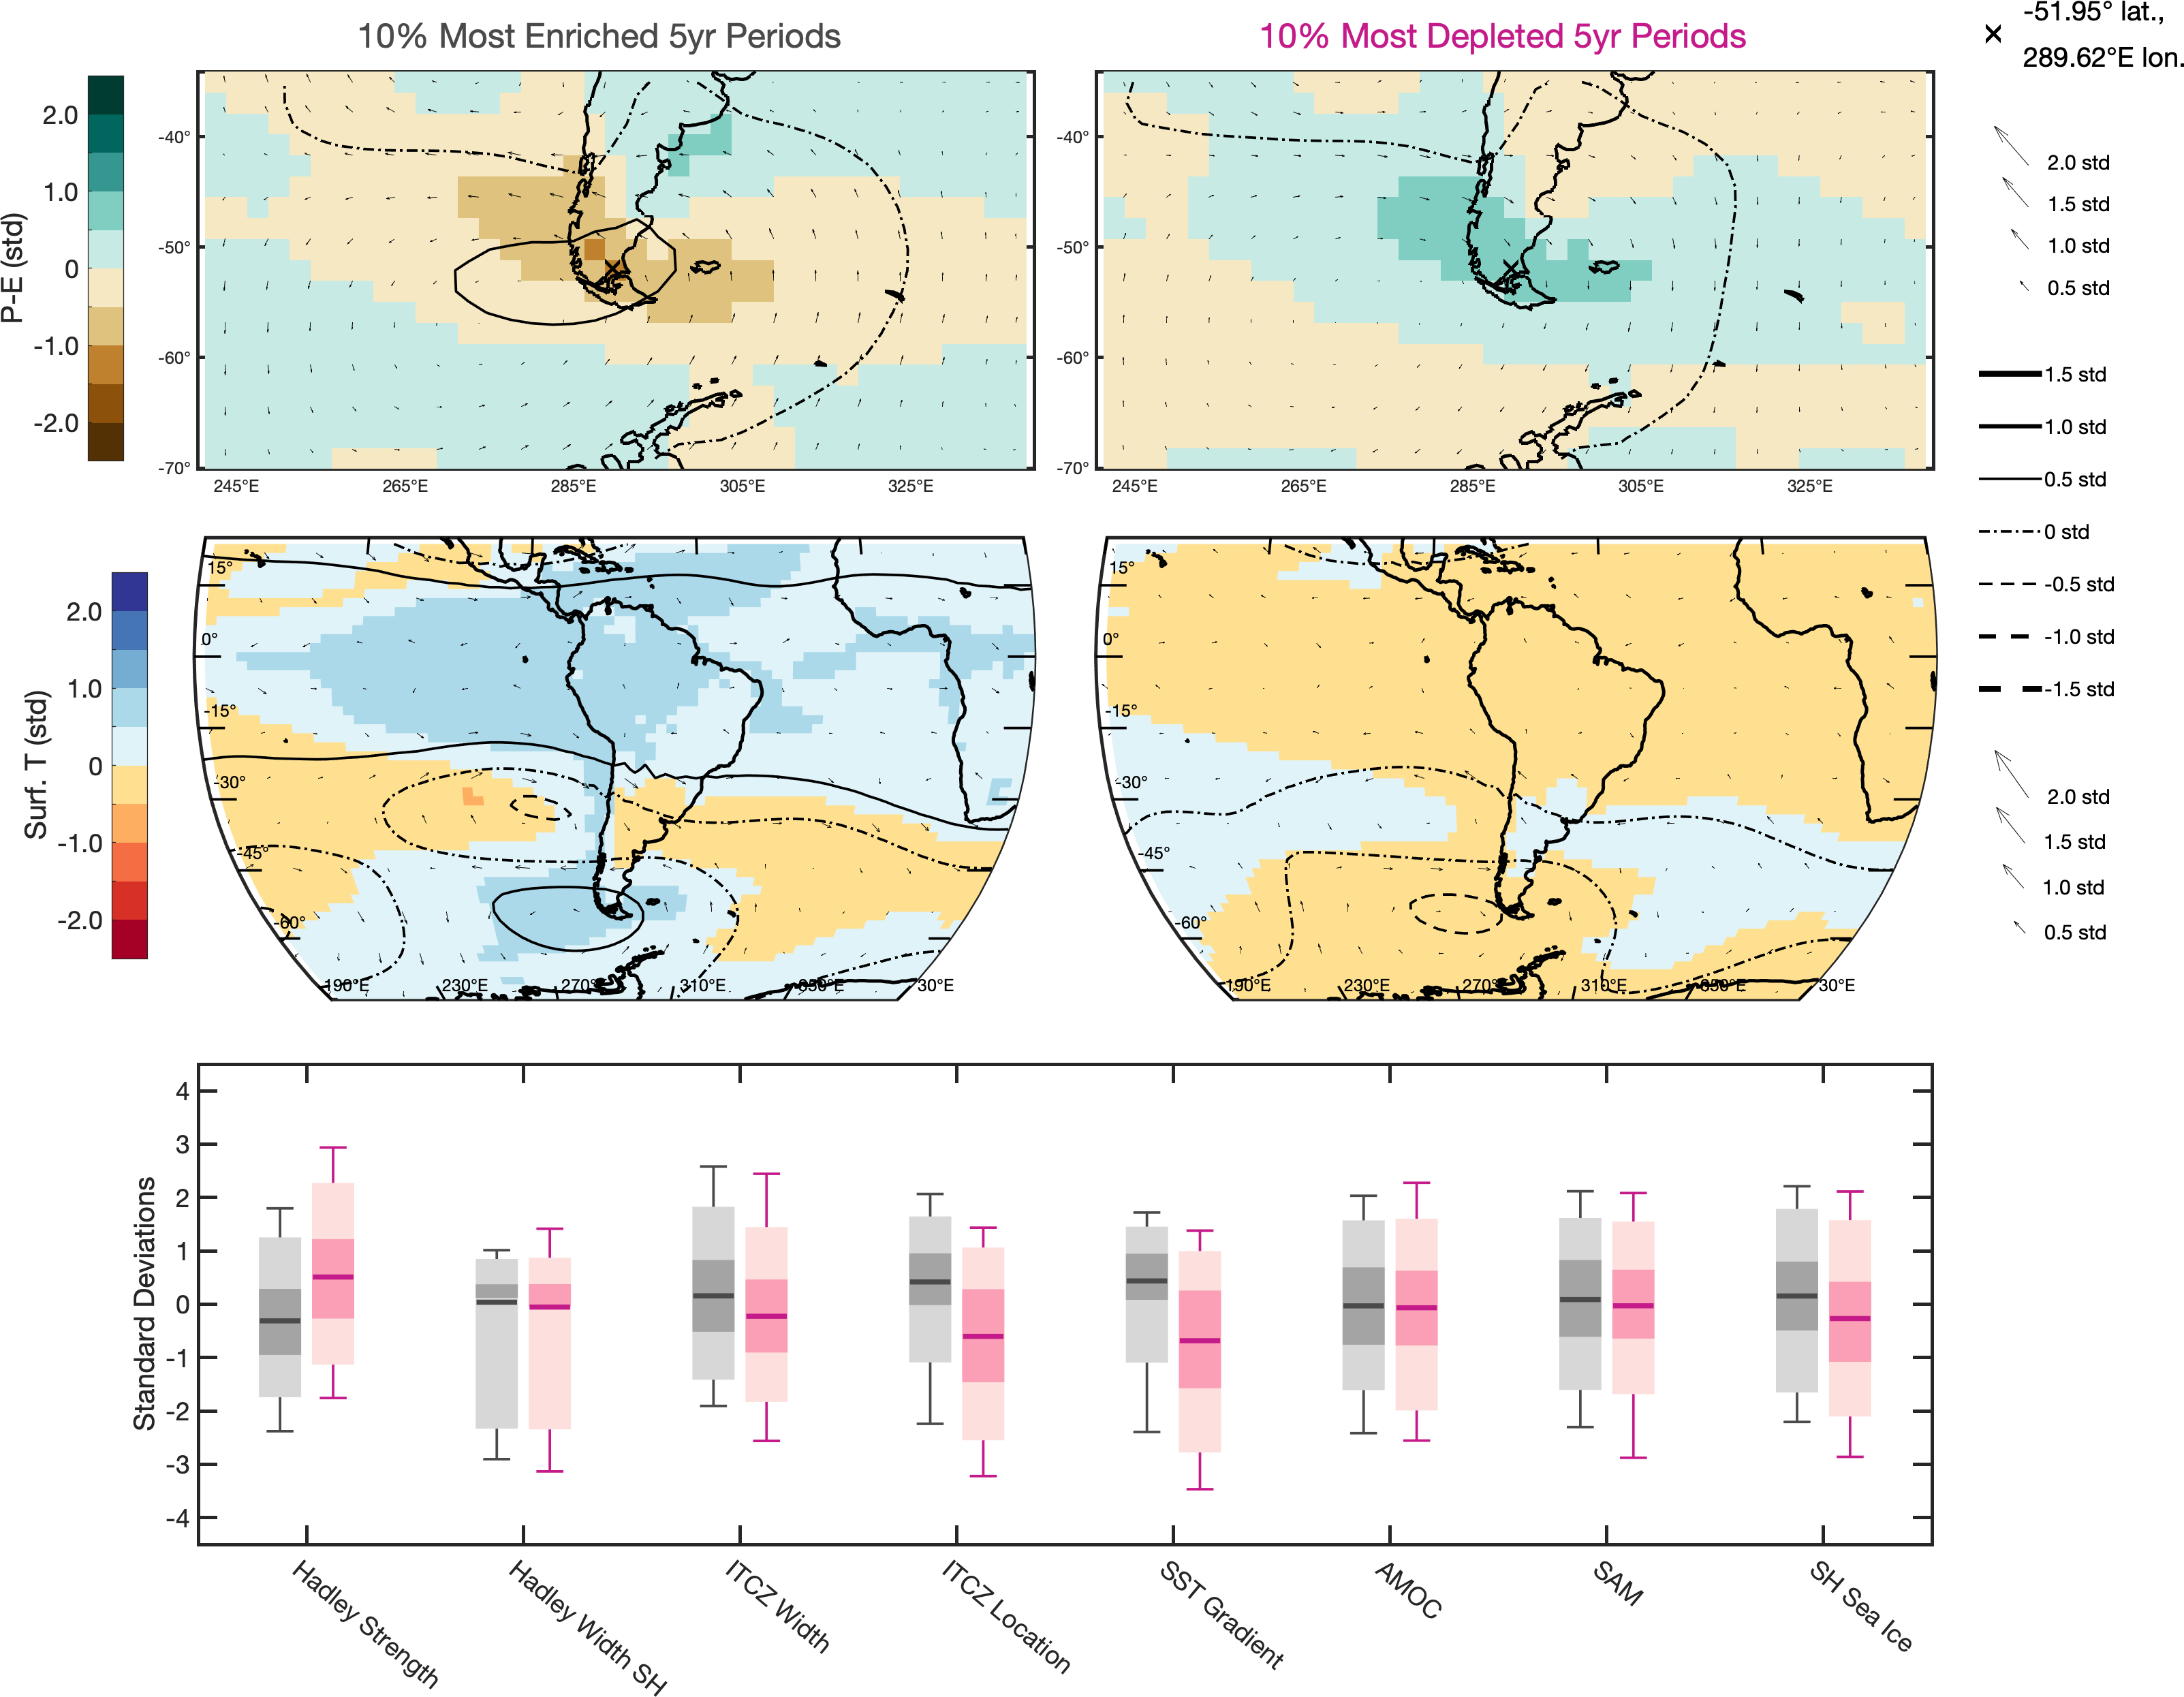 10% Most Enriched 5yr Periods
10% Most Depleted 5yr Periods
-51.95° lat.,
289.62°E lon.
P-E (std)
2.0
1.0
0
-1.0
-2.0
-40°
-50°
-60°
-70°
245°E
265°E
285°E
305°E
325°E
-40°
-50°
-60°
-70°
245°E
265°E
285°E
305°E
325°E
2.0 std
1.5 std
1.0 std
0.5 std
1.5 std
1.0 std
0.5 std
0 std
-0.5 std
-1.0 std
-1.5 std
Surf. T (std)
2.0
1.0
0
-1.0
-2.0
15°
0°
-15°
-30°
-45°
-60°
190°E
230°E
270°E
310°E
350°E
30°E
15°
0°
-15°
-30°
-45°
-60°
190°E
230°E
270°E
310°E
350°E
30°E
2.0 std
1.5 std
1.0 std
0.5 std
Standard Deviations
4
3
2
1
0
-1
-2
-3
-4
Hadley Strength
Hadley Width SH
ITCZ Width
ITCZ Location
SST Gradient
AMOC
SAM
SH Sea Ice